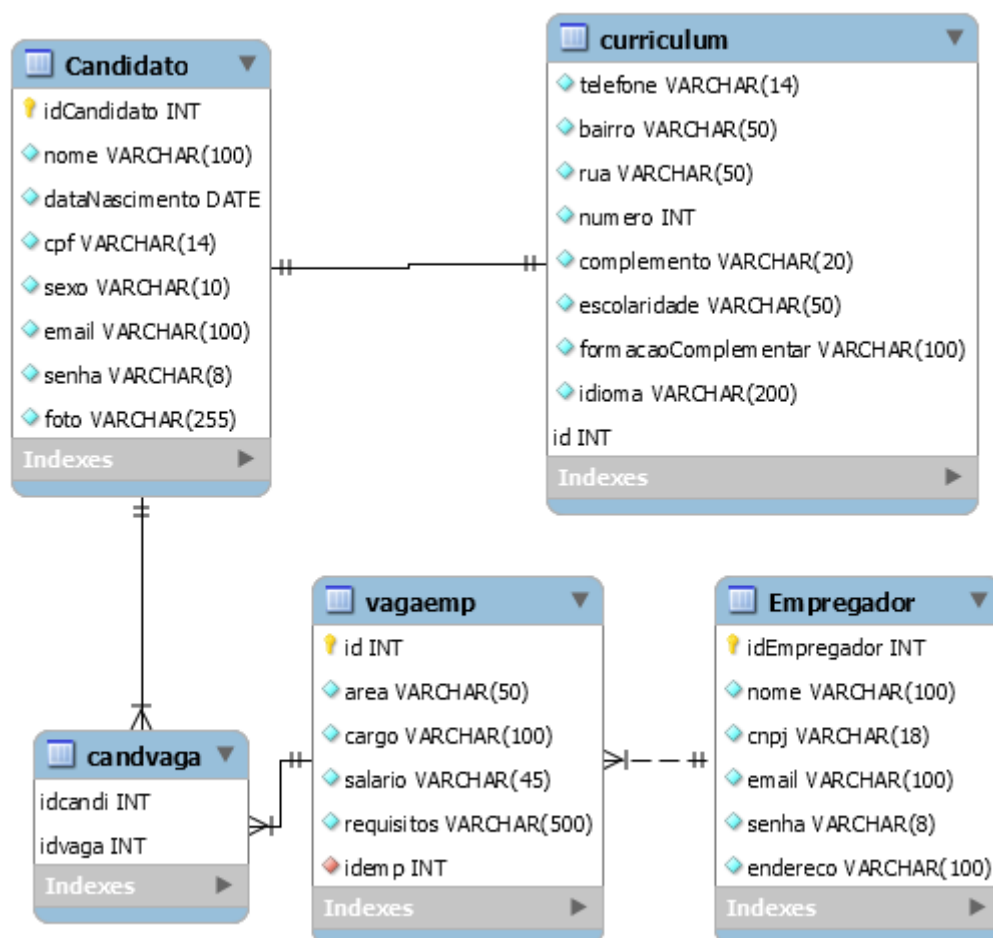 Candidato
idCandidato INT
nome VARCHAR(100)
dataNascimento DATE
cpf VARCHAR(14)
sexo VARCHAR(10)
email VARCHAR(100)
senha VARCHAR(8)
foto VARCHAR(255)
Indexes
curriculum
telefone VARCHAR(14)
bairro VARCHAR(50)
rua VARCHAR(50)
numero INT
complemento VARCHAR(20)
escolaridade VARCHAR(50)
formacaoComplementar VARCHAR(100)
idioma VARCHAR(200)
id INT
Indexes
candvaga
idcandi INT
idvaga INT
Indexes
vagaemp
id INT
area VARCHAR(50)
cargo VARCHAR(100)
salario VARCHAR(45)
requisitos VARCHAR(500)
idemp INT
Indexes
Empregador
idEmpregador INT
nome VARCHAR(100)
cnpj VARCHAR(18)
email VARCHAR(100)
senha VARCHAR(8)
endereco VARCHAR(100)
Indexes